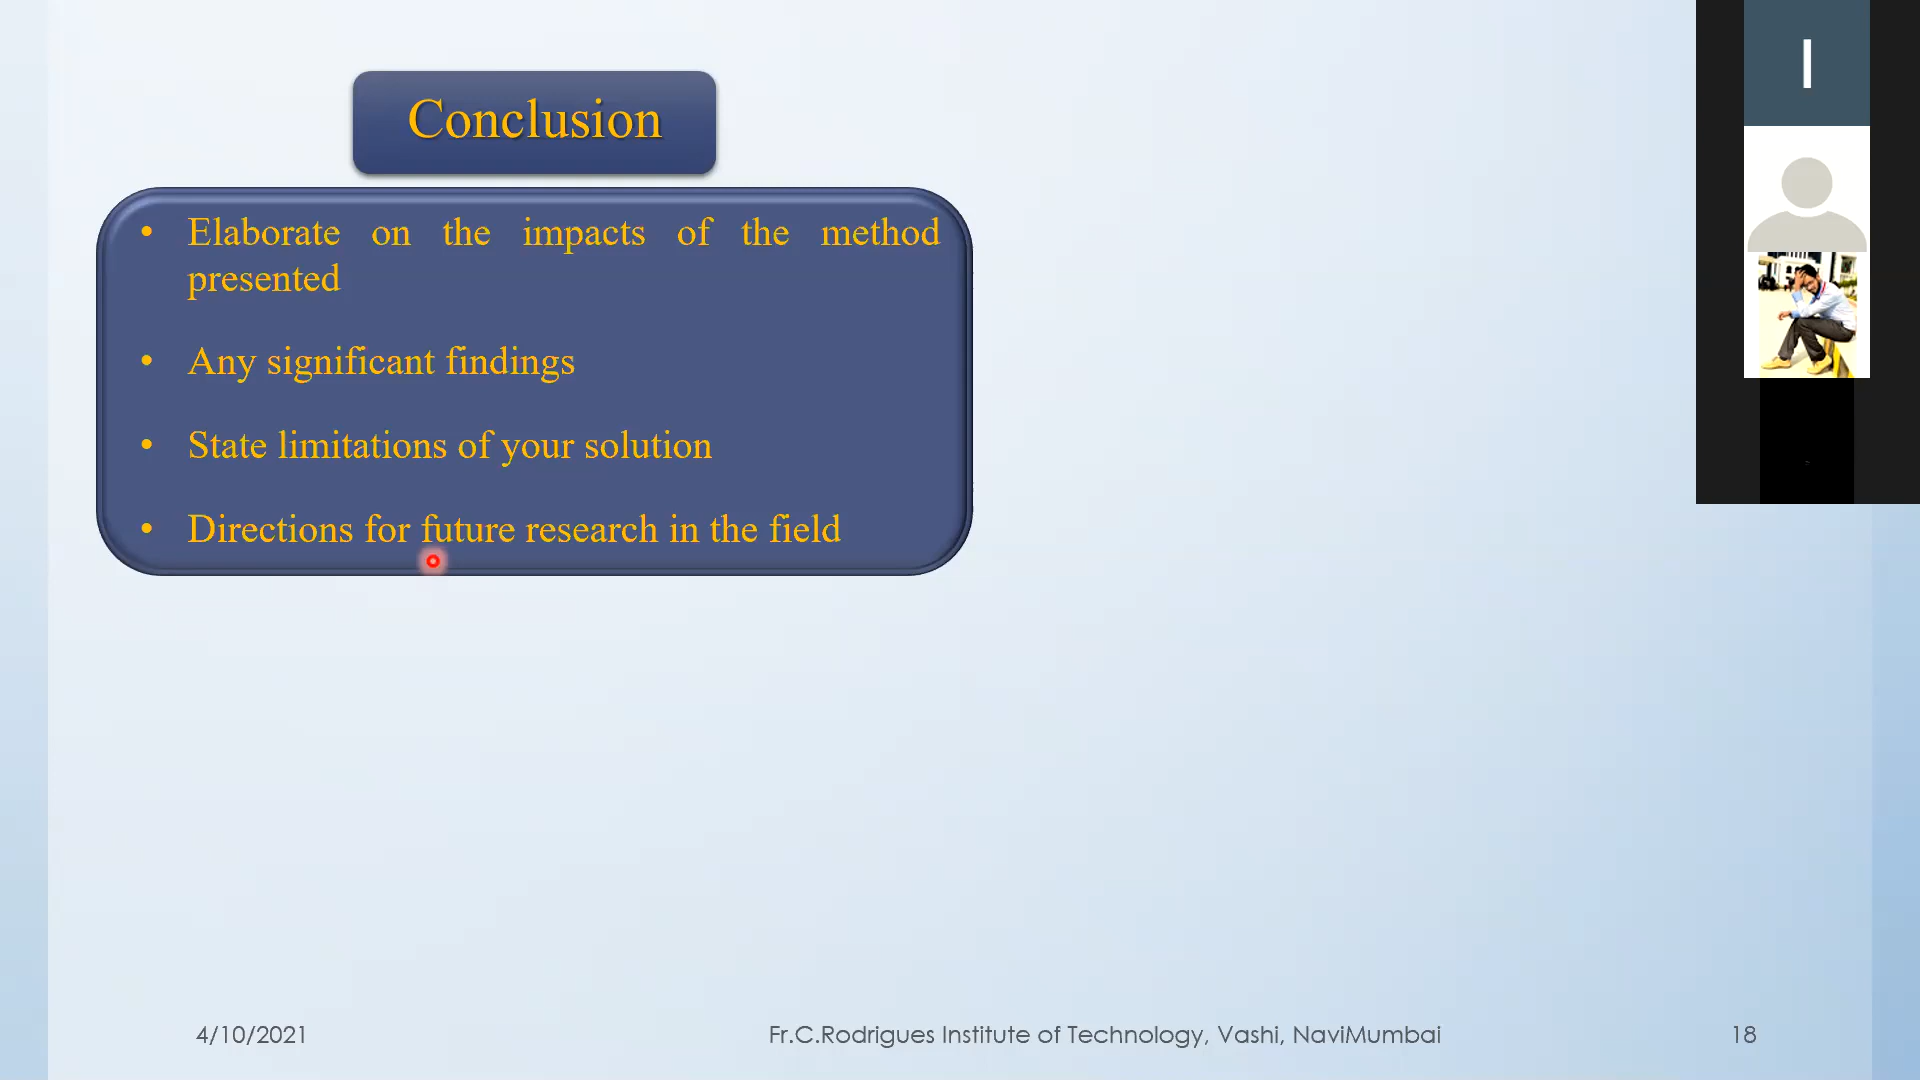 Conclusion
• Elaborate on the impacts of the method
presented
• Any significant findings
• State limitations of your solution
• Directions for future research in the field
I
4/10/2021
Fr.C.Rodrigues Institute of Technology, Vashi, NaviMumbai
18